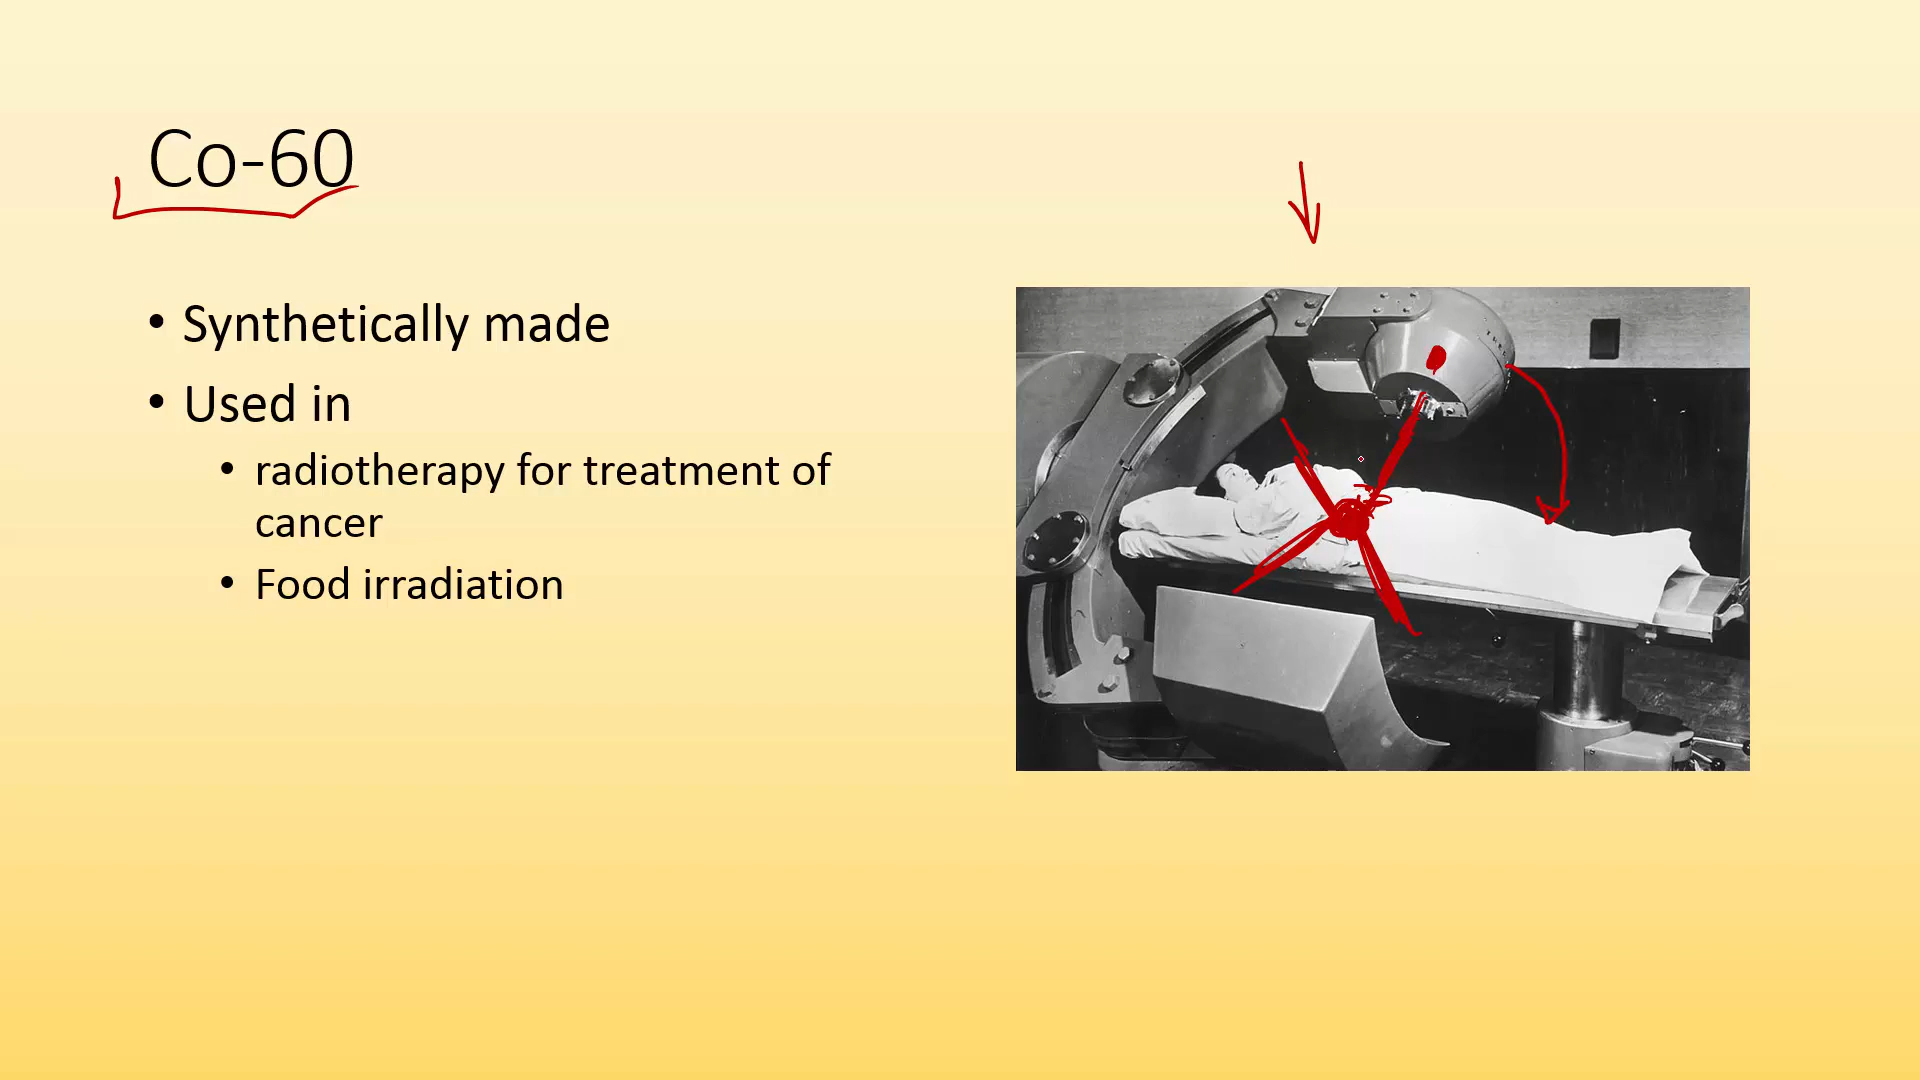 Co-60
• Synthetically made
• Used in
• radiotherapy for treatment of
cancer
• Food irradiation